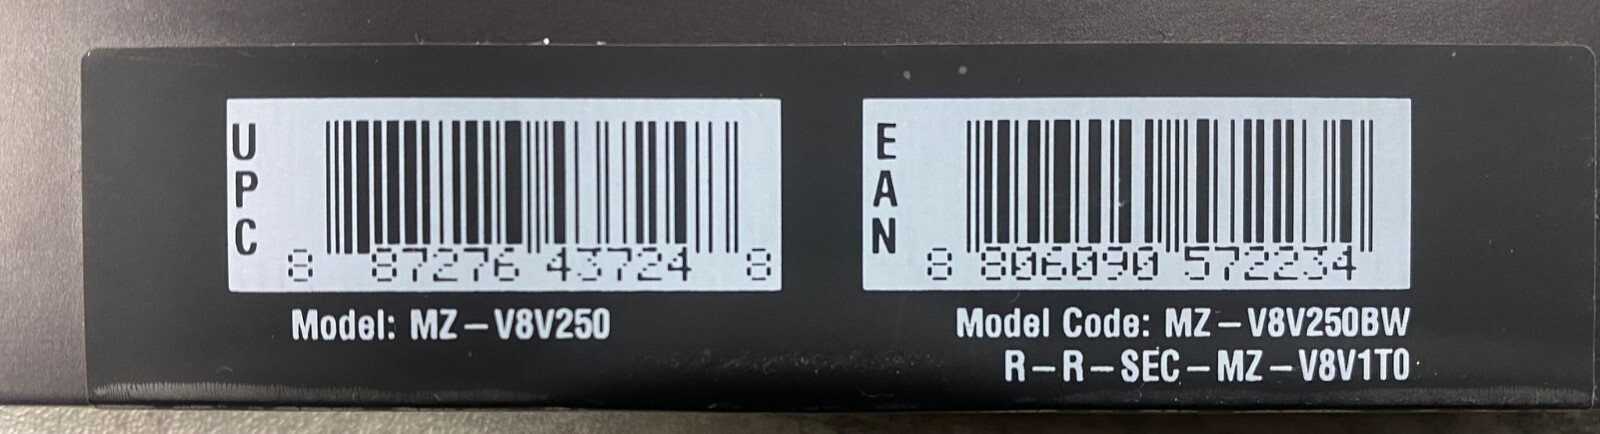 UPC
8 87276 43724 8
Model: MZ-V8V250
EAN
8 806090 572234
Model Code: MZ-V8V250BW
R-R-SEC-MZ-V8V1T0